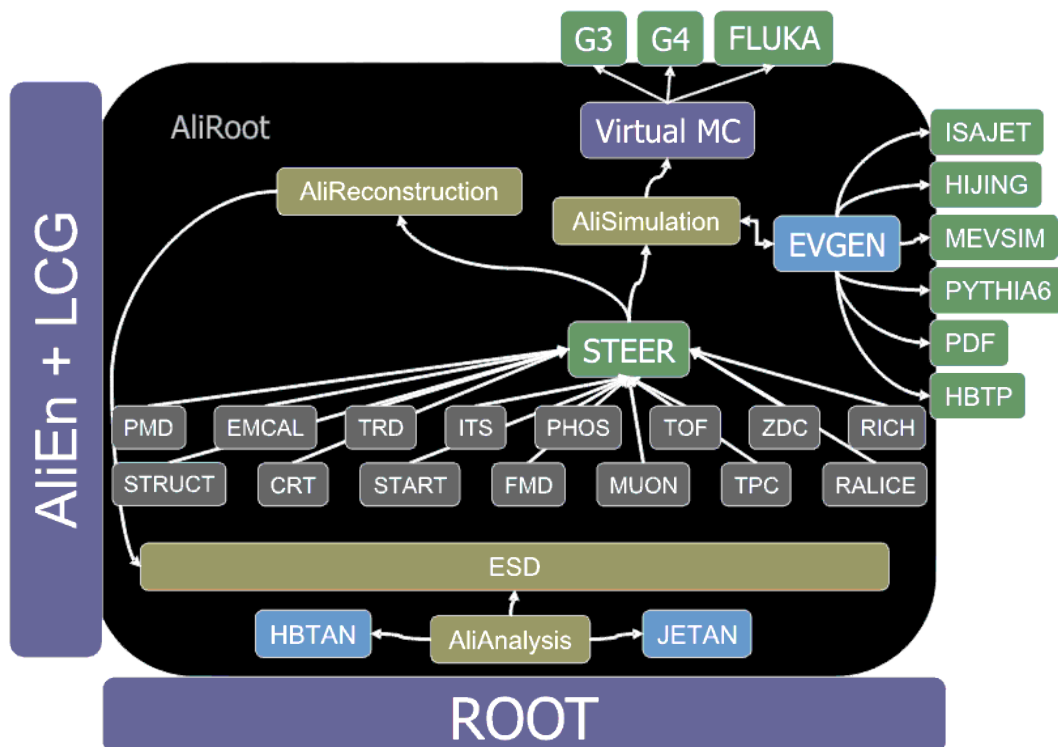 G3
G4
FLUKA
AliRoot
Virtual MC
ISAJET
AliReconstruction
HIJING
AliSimulation
EVGEN
MEVSIM
PYTHIA6
STEER
PDF
HBTP
AliEn + LCG
PMD
EMCAL
TRD
ITS
PHOS
TOF
ZDC
RICH
STRUCT
CRT
START
FMD
MUON
TPC
RALICE
ESD
HBTAN
AliAnalysis
JETAN
ROOT